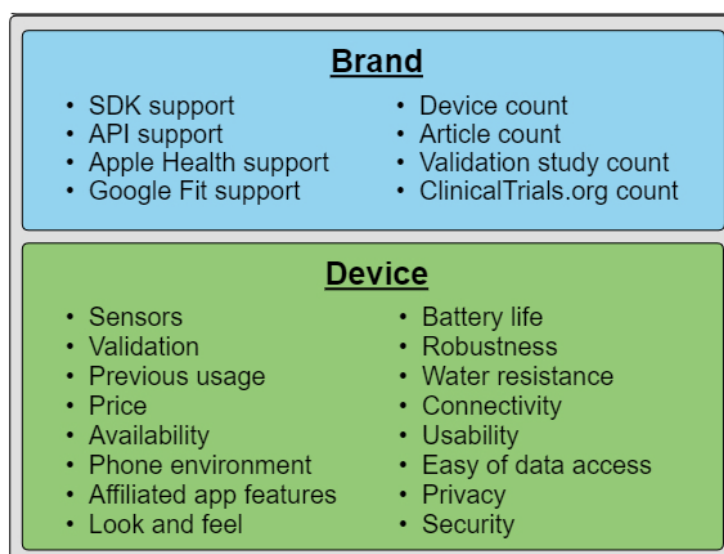 Brand
• SDK support
• API support
• Apple Health support
• Google Fit support
• Device count
• Article count
• Validation study count
• ClinicalTrials.org count
Device
• Sensors
• Validation
• Previous usage
• Price
• Availability
• Phone environment
• Affiliated app features
• Look and feel
• Battery life
• Robustness
• Water resistance
• Connectivity
• Usability
• Easy of data access
• Privacy
• Security